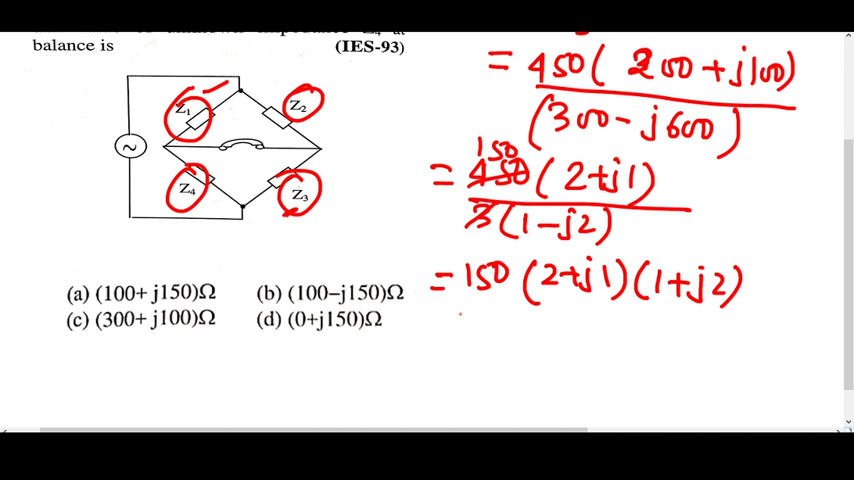 balance is (IES-93)
Z1
Z2
Z4
Z3
~
(a) (100+ j150)Ω (b) (100−j150)Ω
(c) (300+ j100)Ω (d) (0+j150)Ω
= 450( 200 +j100)
(300 - j600)
150
= 450 ( 2+j1)
3(1-j2)
= 150 (2+j1)(1+j2)